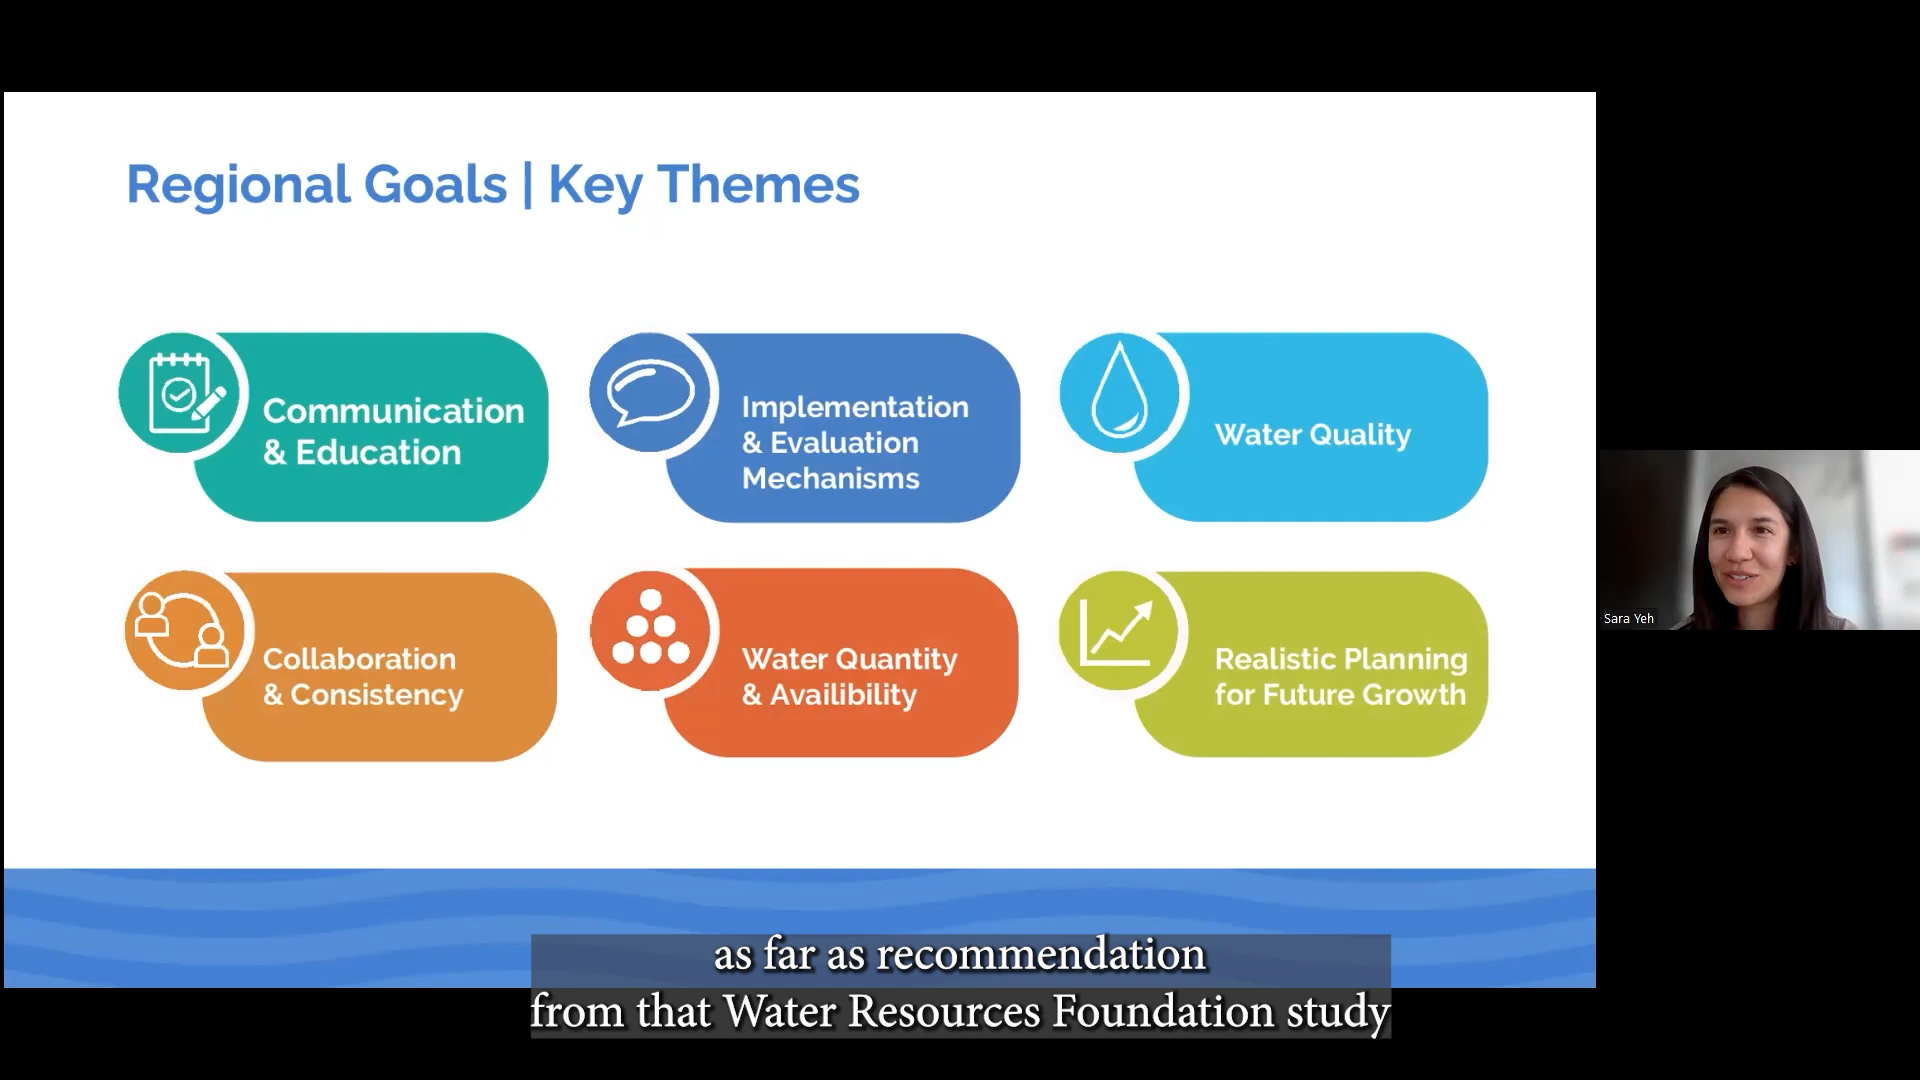 Regional Goals | Key Themes
Communication
& Education
Implementation
& Evaluation
Mechanisms
Water Quality
Collaboration
& Consistency
Water Quantity
& Availibility
Realistic Planning
for Future Growth
Sara Yeh
as far as recommendation
from that Water Resources Foundation study